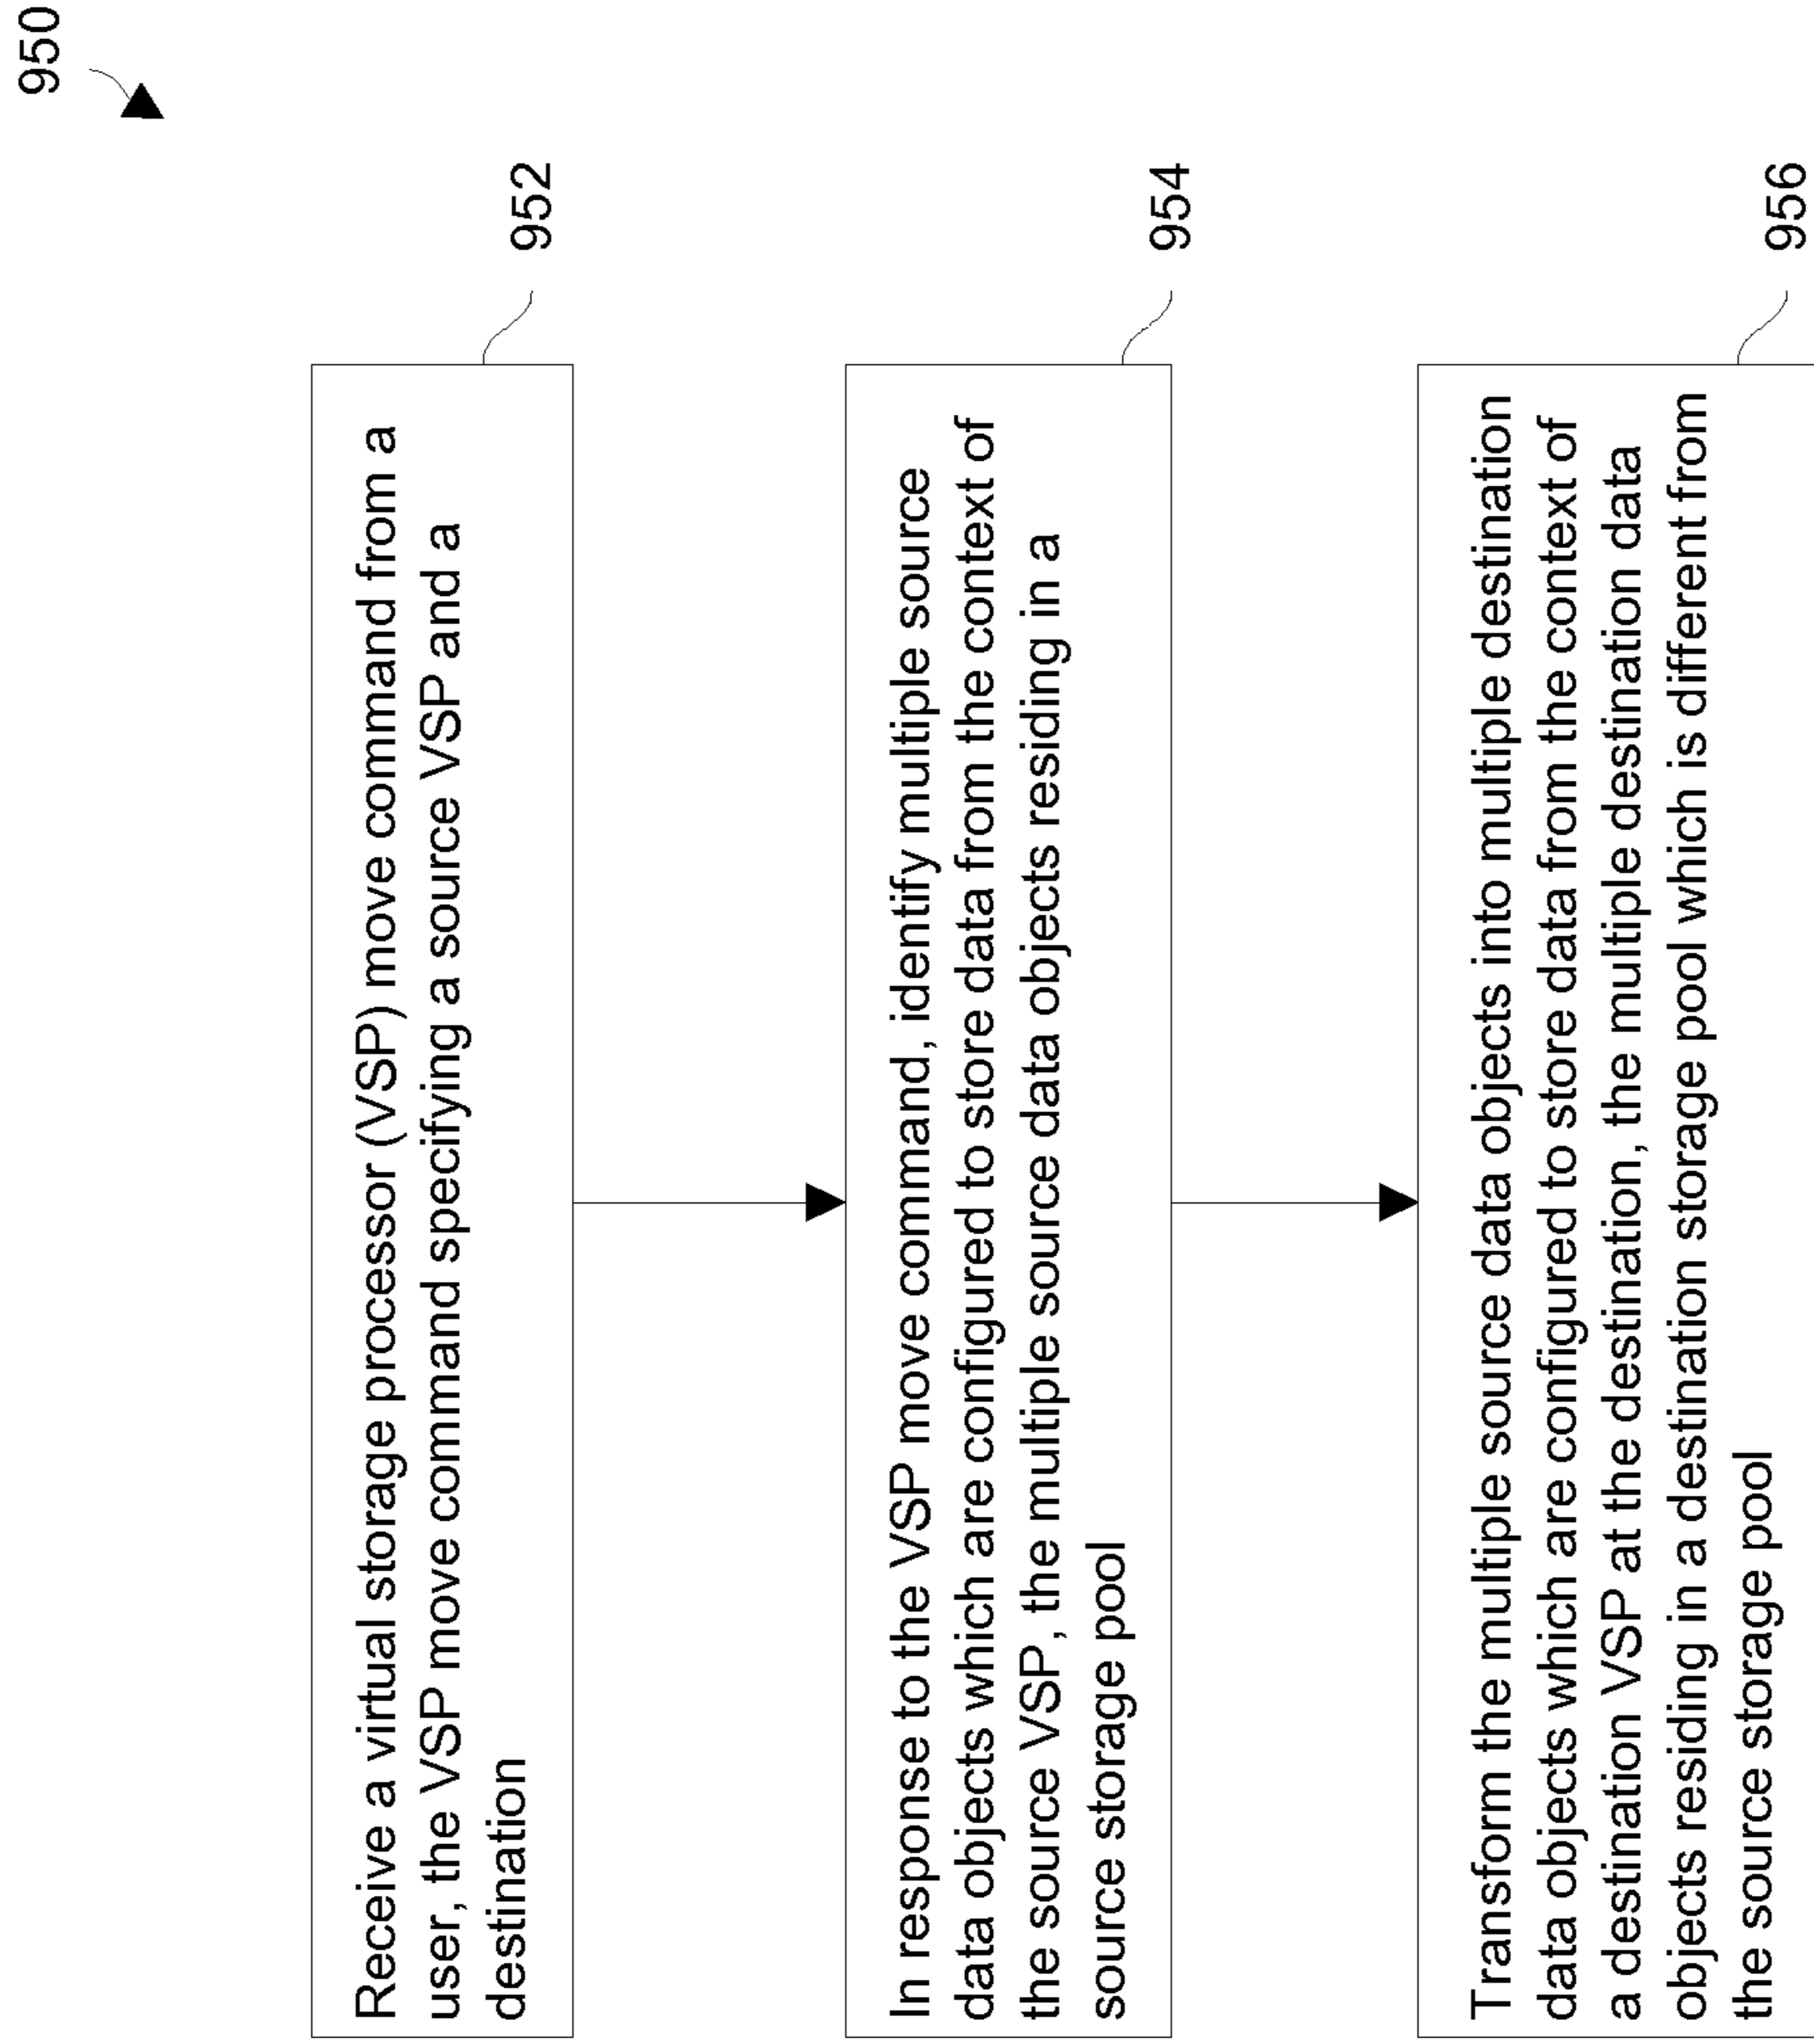 950
Receive a virtual storage processor (VSP) move command from a
user, the VSP move command specifying a source VSP and a
destination
952
In response to the VSP move command, identify multiple source
data objects which are configured to store data from the context of
the source VSP, the multiple source data objects residing in a
source storage pool
954
Transform the multiple source data objects into multiple destination
data objects which are configured to store data from the context of
a destination VSP at the destination, the multiple destination data
objects residing in a destination storage pool which is different from
the source storage pool
956